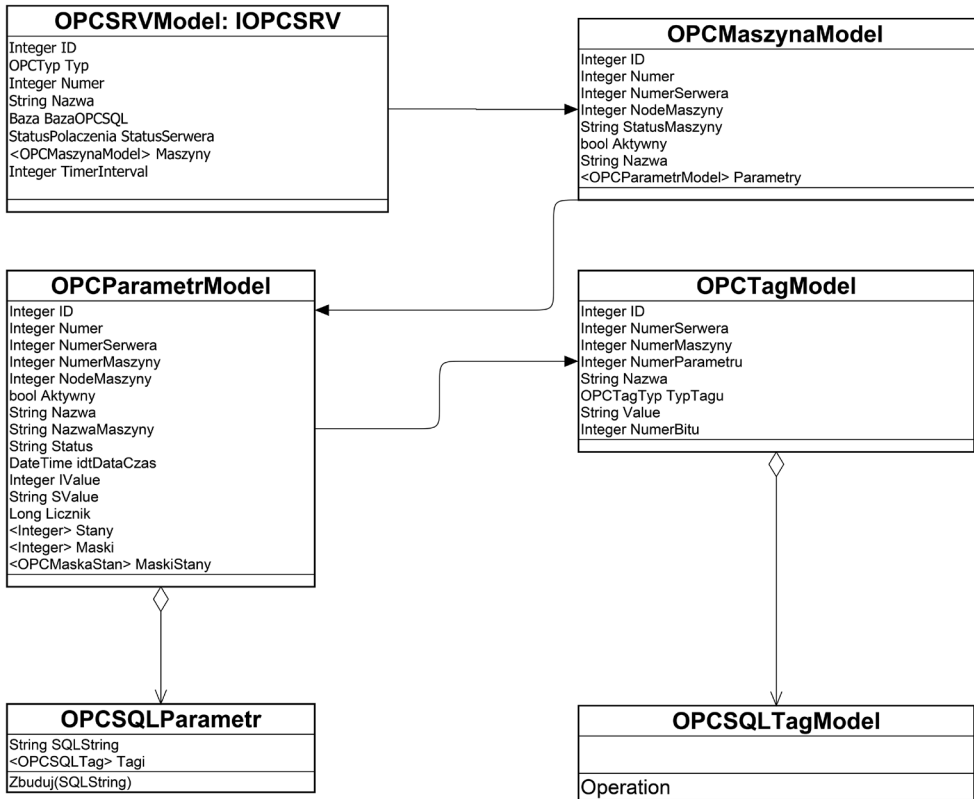 OPCSRVModel: IOPCSRV
Integer ID
OPCTyp Typ
Integer Numer
String Nazwa
Baza BazaOPCSQL
StatusPolaczenia StatusSerwera
<OPCMaszynaModel> Maszyny
Integer TimerInterval
OPCMaszynaModel
Integer ID
Integer Numer
Integer NumerSerwera
Integer NodeMaszyny
String StatusMaszyny
bool Aktywny
String Nazwa
<OPCParametrModel> Parametry
OPCParametrModel
Integer ID
Integer Numer
Integer NumerSerwera
Integer NumerMaszyny
Integer NodeMaszyny
bool Aktywny
String Nazwa
String NazwaMaszyny
String Status
DateTime idtDataCzas
Integer IValue
String SValue
Long Licznik
<Integer> Stany
<Integer> Maski
<OPCMaskaStan> MaskiStany
OPCTagModel
Integer ID
Integer NumerSerwera
Integer NumerMaszyny
Integer NumerParametru
String Nazwa
OPCTagTyp TypTagu
String Value
Integer NumerBitu
OPCSQLParametr
String SQLString
<OPCSQLTag> Tagi
Zbuduj(SQLString)
OPCSQLTagModel
Operation